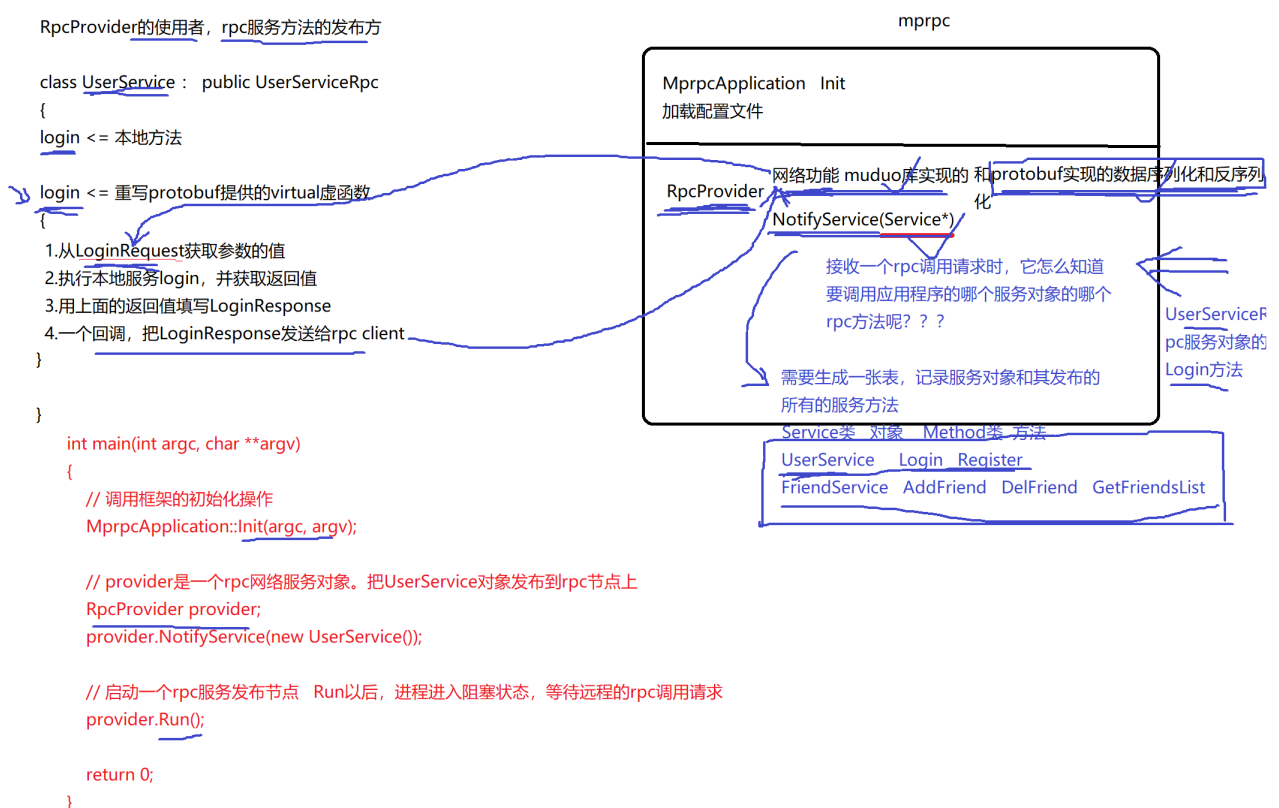 RpcProvider的使用者，rpc服务方法的发布方
class UserService： public UserServiceRpc
{
login <= 本地方法
login <= 重写protobuf提供的virtual虚函数
{
1.从LoginRequest获取参数的值
2.执行本地服务login，并获取返回值
3.用上面的返回值填写LoginResponse
4.一个回调，把LoginResponse发送给rpc client
}
}
int main(int argc, char **argv)
{
// 调用框架的初始化操作
MprpcApplication::Init(argc, argv);
// provider是一个rpc网络服务对象。把UserService对象发布到rpc节点上
RpcProvider provider;
provider.NotifyService(new UserService());
// 启动一个rpc服务发布节点 Run以后，进程进入阻塞状态，等待远程的rpc调用请求
provider.Run();
return 0;
}
mprpc
MprpcApplication Init
加载配置文件
RpcProvider
网络功能 muduo库实现的 和protobuf实现的数据序列化和反序列
化
NotifyService(Service*)
接收一个rpc调用请求时，它怎么知道
要调用应用程序的哪个服务对象的哪个
rpc方法呢？？？
UserServiceR
pc服务对象的
Login方法
需要生成一张表，记录服务对象和其发布的
所有的服务方法
Service类 对象 Method类 方法
UserService Login Register
FriendService AddFriend DelFriend GetFriendsList